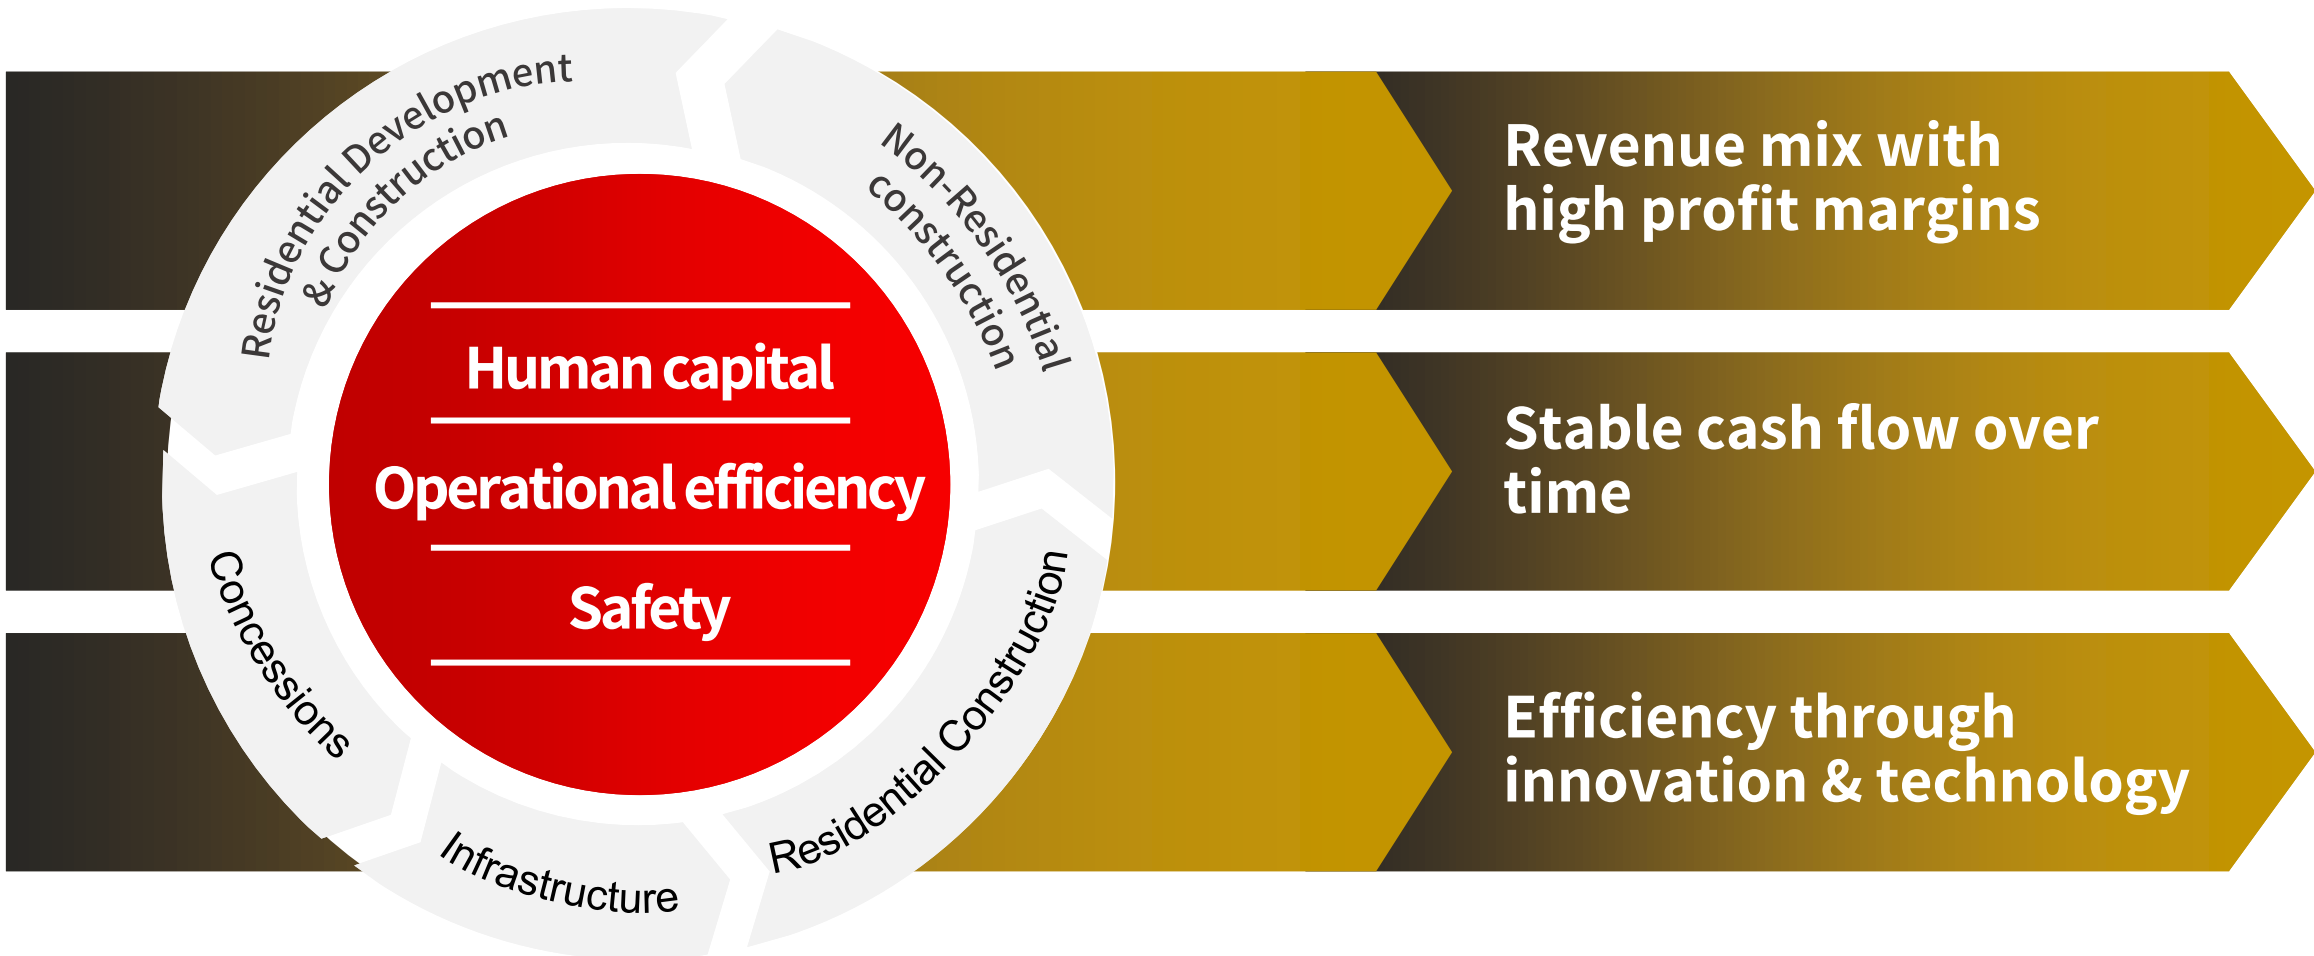 Residential Development
& Construction
Non-Residential
construction
Residential Construction
Infrastructure
Concessions
Human capital
Operational efficiency
Safety
Revenue mix with
high profit margins
Stable cash flow over
time
Efficiency through
innovation & technology